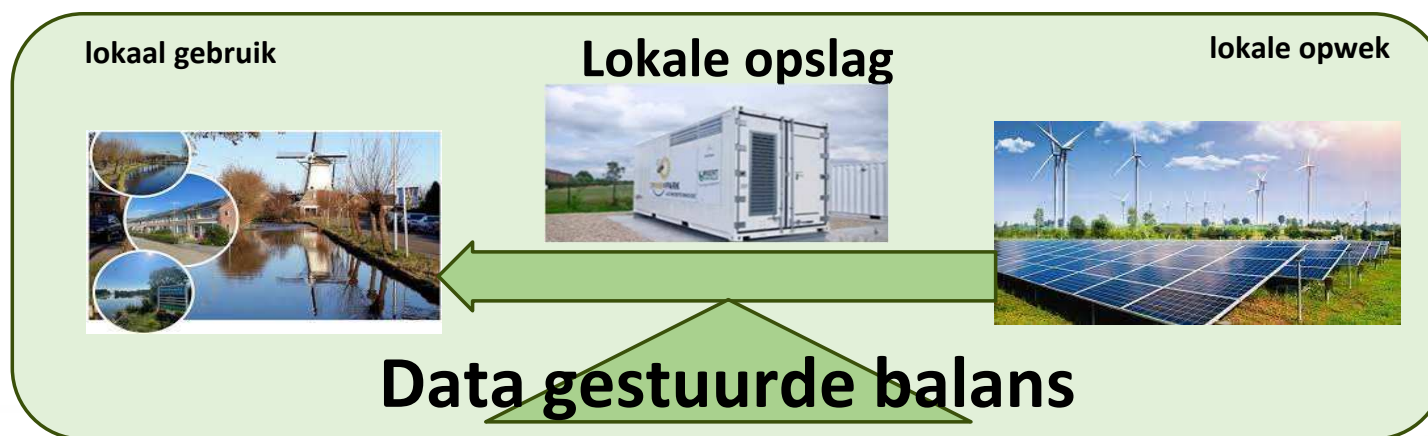 lokaal gebruik
Lokale opslag
lokale opwek
Data gestuurde balans